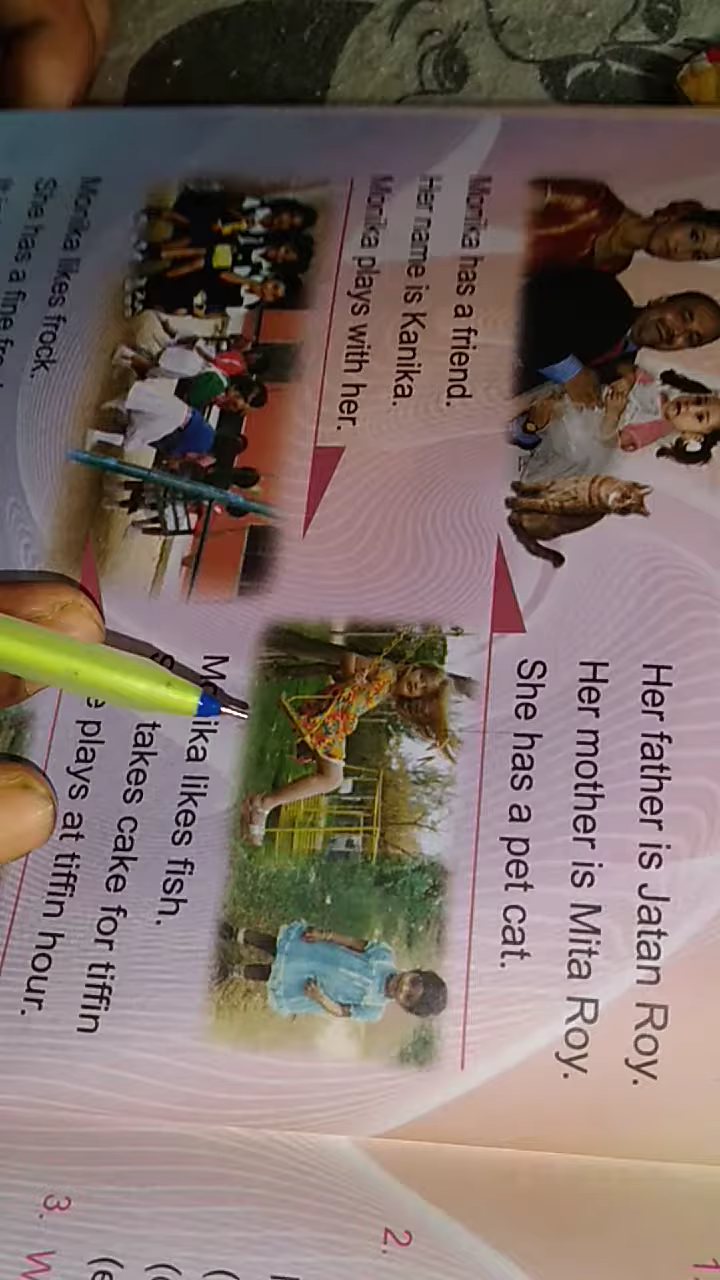 Her father is Jatan Roy.
Her mother is Mita Roy.
She has a pet cat.
Monika has a friend.
Her name is Kanika.
Monika plays with her.
likes fish.
takes cake for tiffin
plays at tiffin hour.
Monika likes frock.
She has a fine
1.
2.
3.